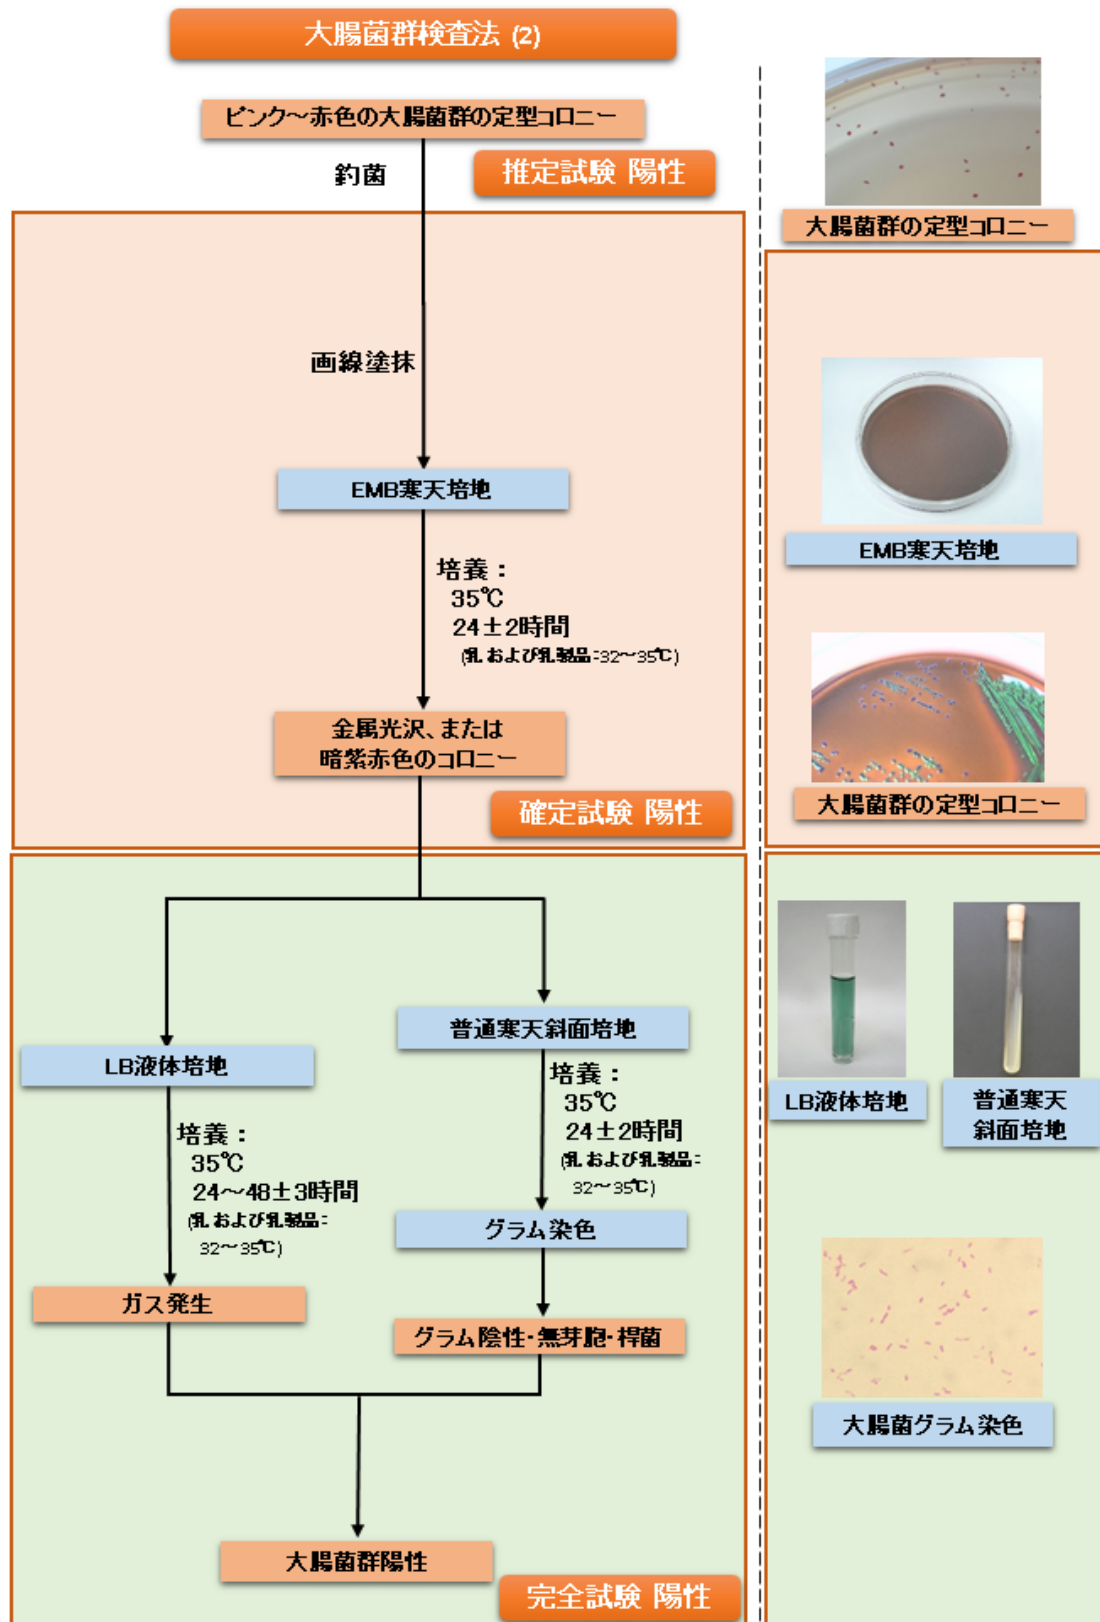 大腸菌群検査法 (2)
ピンク～赤色の大腸菌群の定型コロニー
釣菌
推定試験 陽性
画線塗抹
EMB寒天培地
培養：
35℃
24±2時間
(乳および乳製品：32～35℃)
金属光沢、または
暗紫赤色のコロニー
確定試験 陽性
LB液体培地
培養：
35℃
24～48±3時間
(乳および乳製品：
32～35℃)
ガス発生
普通寒天斜面培地
培養：
35℃
24±2時間
(乳および乳製品：
32～35℃)
グラム染色
グラム陰性・無芽胞・桿菌
大腸菌群陽性
完全試験 陽性
大腸菌群の定型コロニー
EMB寒天培地
大腸菌群の定型コロニー
LB液体培地
普通寒天
斜面培地
大腸菌グラム染色